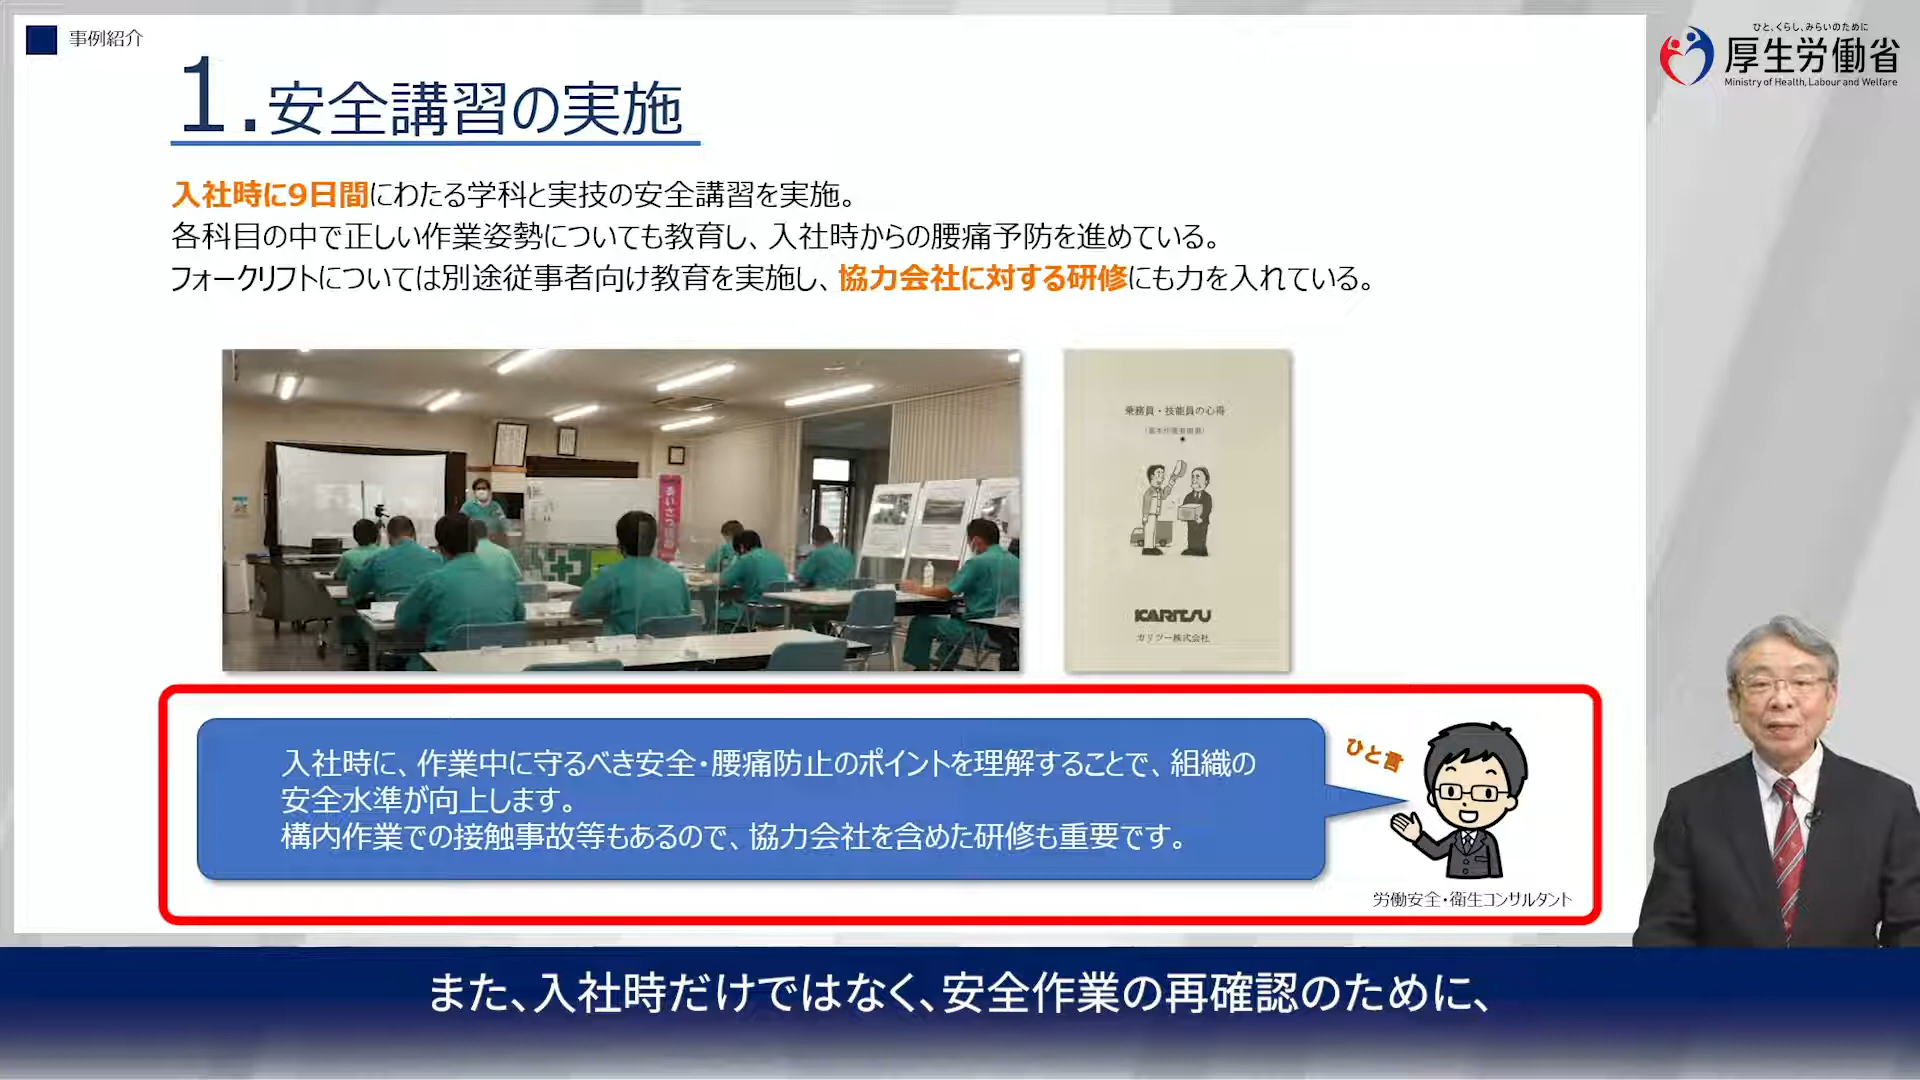 事例紹介
ひと、くらし、みらいのために
厚生労働省
Ministry of Health, Labour and Welfare
1.安全講習の実施
入社時に9日間にわたる学科と実技の安全講習を実施。
各科目の中で正しい作業姿勢についても教育し、入社時からの腰痛予防を進めている。
フォークリフトについては別途従事者向け教育を実施し、協力会社に対する研修にも力を入れている。
乗務員・技能員の心得
KARITSU
カリツー株式会社
入社時に、作業中に守るべき安全・腰痛防止のポイントを理解することで、組織の
安全水準が向上します。
構内作業での接触事故等もあるので、協力会社を含めた研修も重要です。
ひと言
労働安全・衛生コンサルタント
また、入社時だけではなく、安全作業の再確認のために、